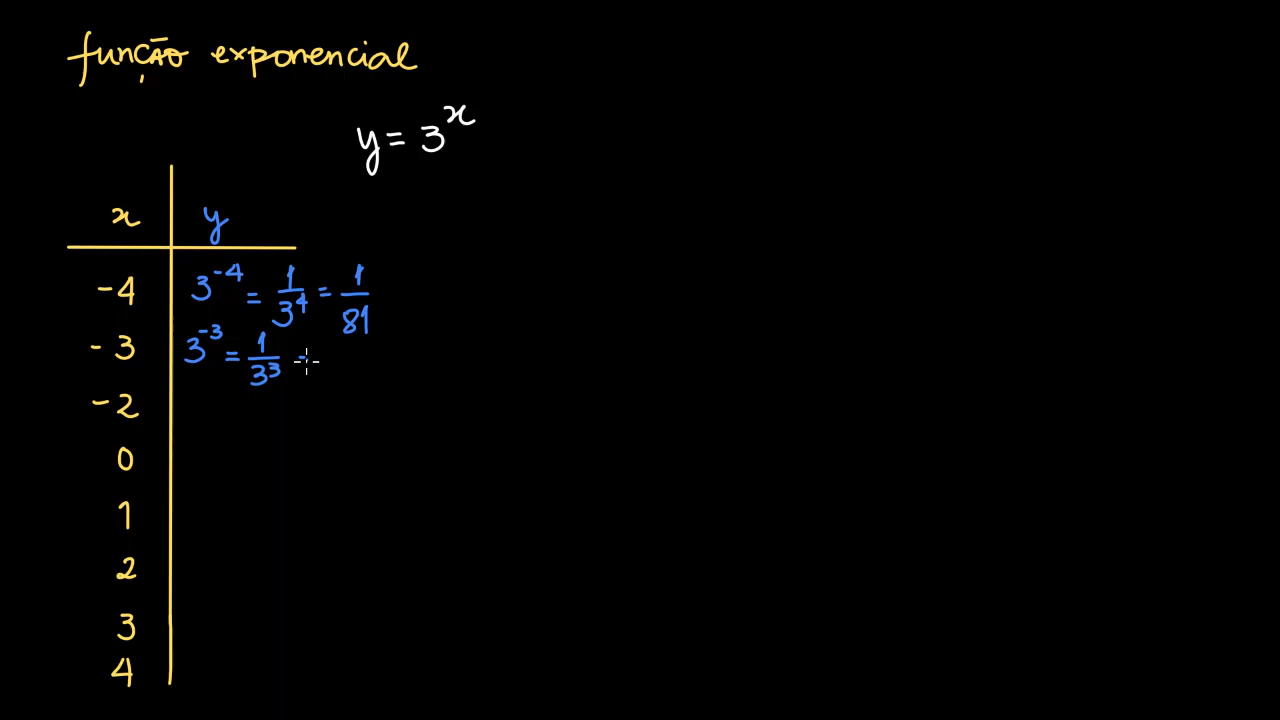 função exponencial
y = 3^x
x y
-4 3^-4 = 1/3^4 = 1/81
-3 3^-3 = 1/3^3 =
-2
0
1
2
3
4